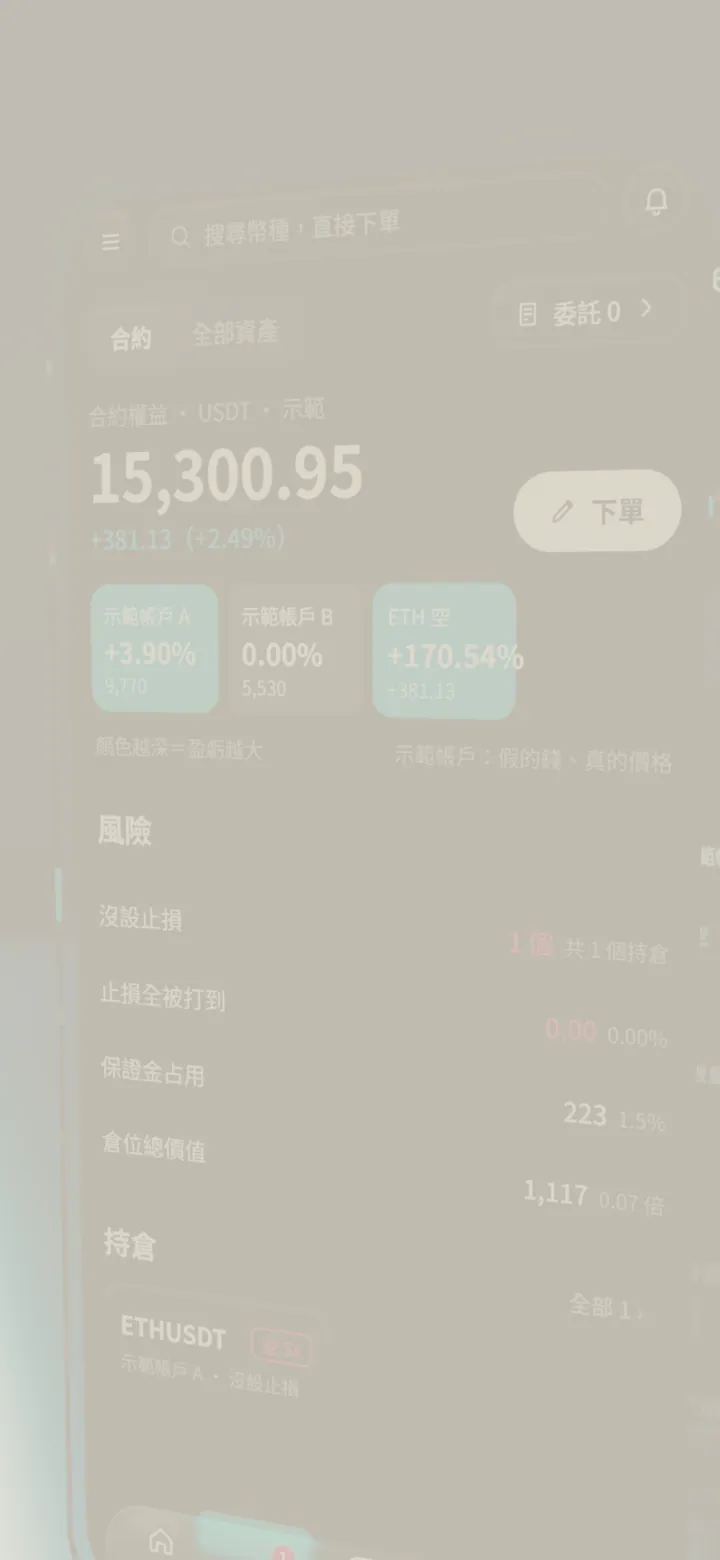 搜尋幣種，直接下單
委託 0
合約 全部資產
合約權益 · USDT · 示範
15,300.95
下單
+381.13 (+2.49%)
示範帳戶 A
+3.90%
9,770
示範帳戶 B
0.00%
5,530
ETH 空
+170.54%
+381.13
顏色越深＝盈虧越大
示範帳戶：假的錢、真的價格
風險
沒設止損
1 個 共 1 個持倉
止損全被打到
0.00 0.00%
保證金占用
223 1.5%
倉位總價值
1,117 0.07 倍
持倉
全部 1
ETHUSDT
示範帳戶 A · 沒設止損
1